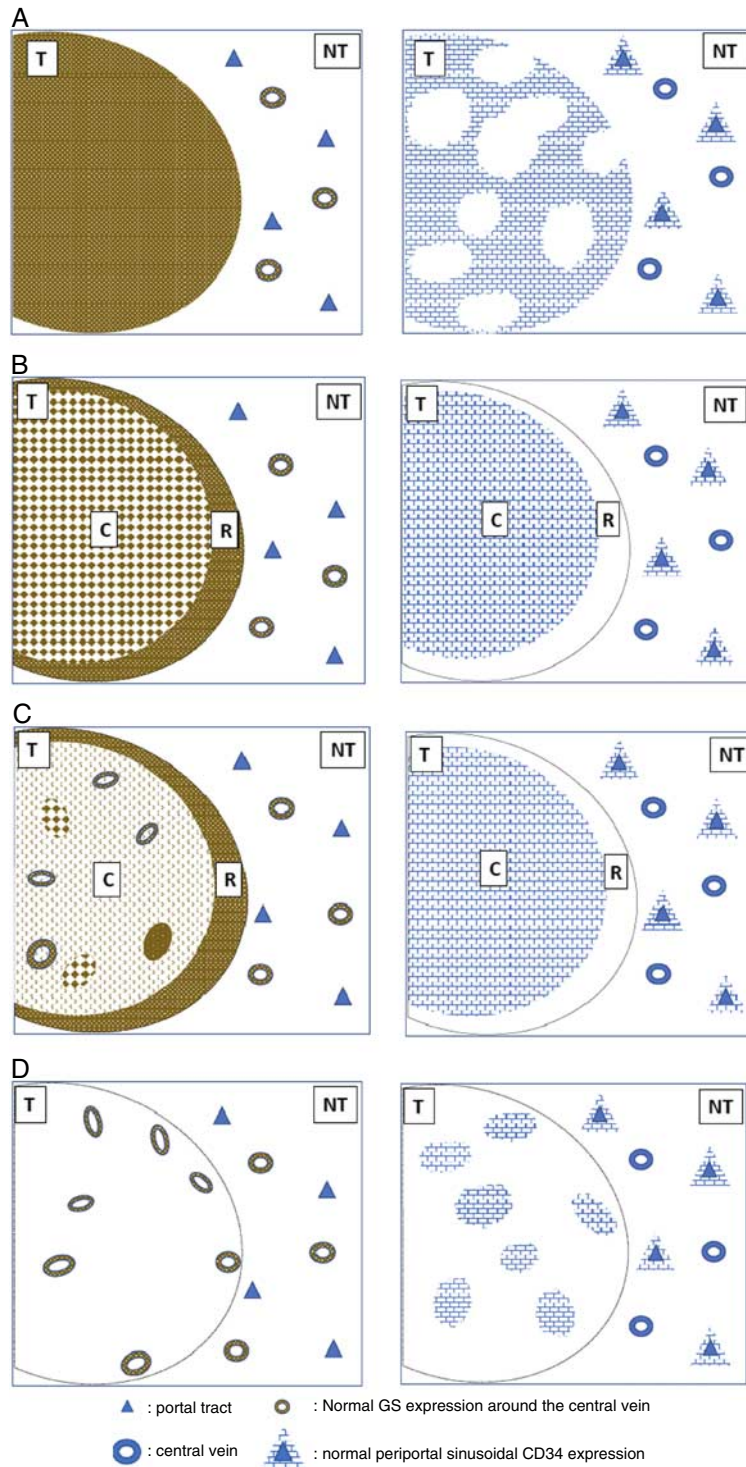 A
T
NT
T
NT
B
T
NT
C
R
T
NT
C
R
C
T
NT
C
R
T
NT
C
R
D
T
NT
T
NT
: portal tract
: Normal GS expression around the central vein
: central vein
: normal periportal sinusoidal CD34 expression